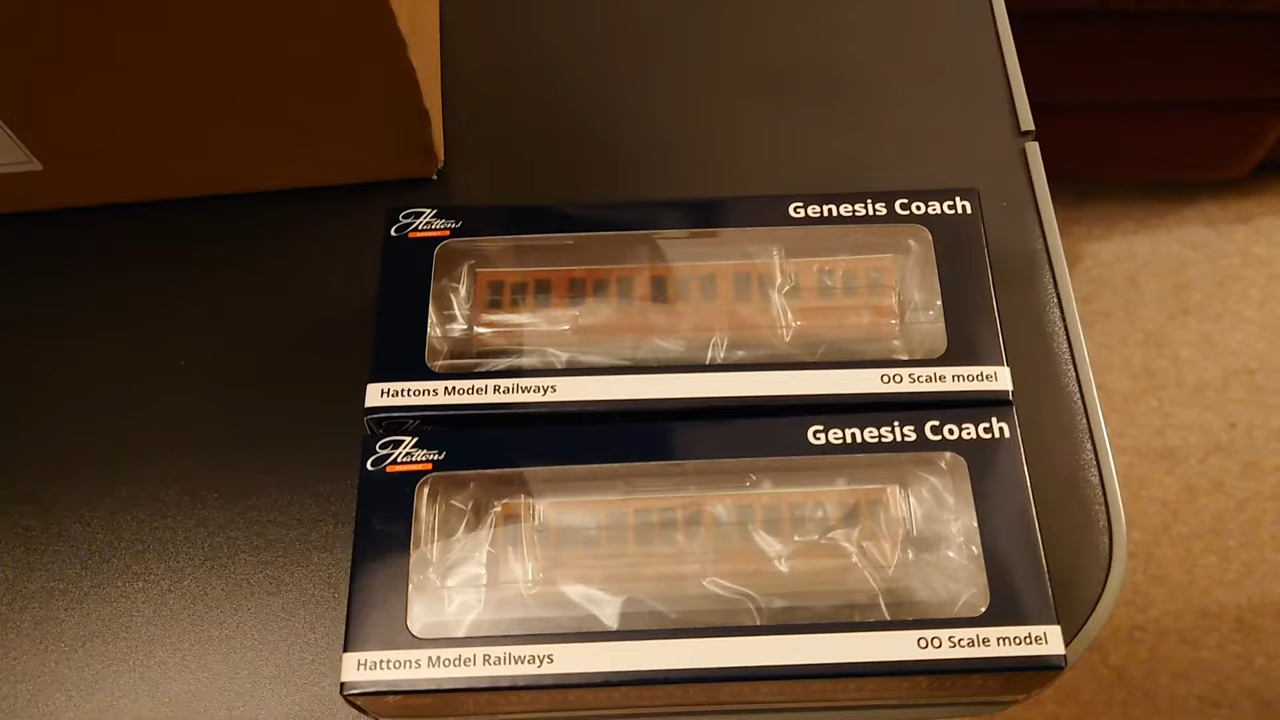 Genesis Coach
Hattons
Hattons Model Railways
OO Scale model
Genesis Coach
Hattons
Hattons Model Railways
OO Scale model